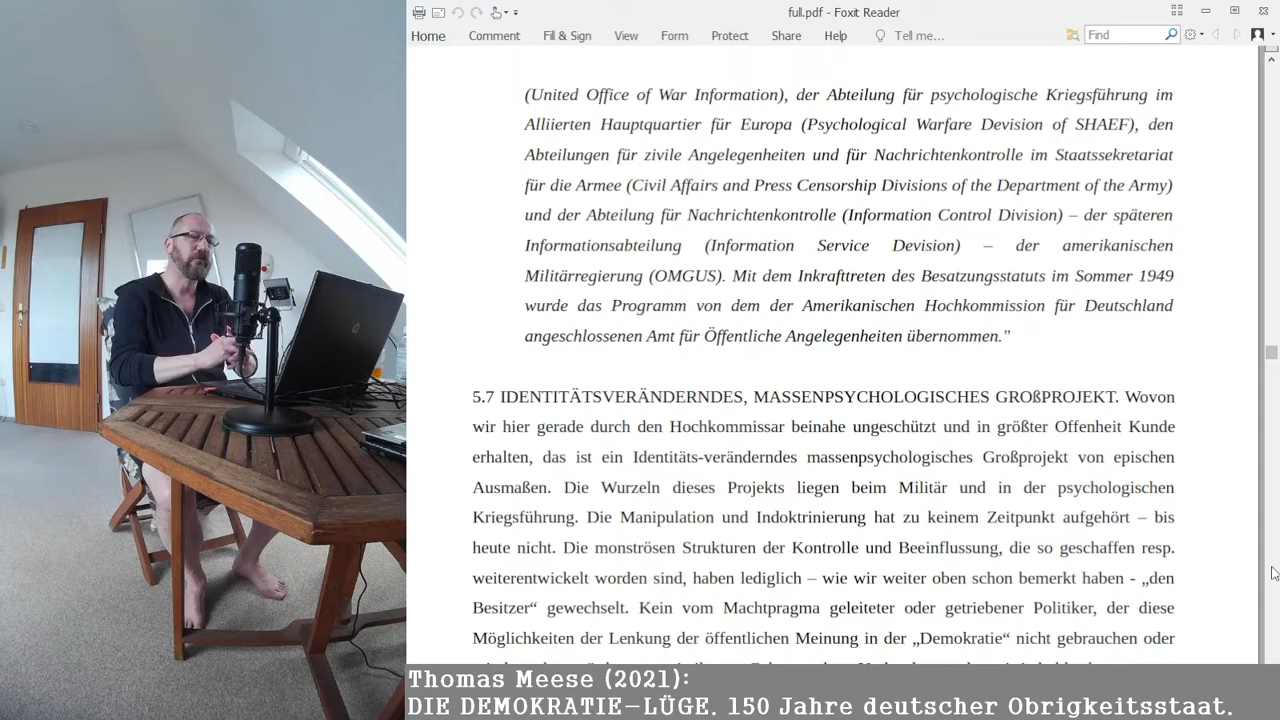 full.pdf - Foxit Reader
Home Comment Fill & Sign View Form Protect Share Help Tell me... Find
(United Office of War Information), der Abteilung für psychologische Kriegsführung im
Alliierten Hauptquartier für Europa (Psychological Warfare Devision of SHAEF), den
Abteilungen für zivile Angelegenheiten und für Nachrichtenkontrolle im Staatssekretariat
für die Armee (Civil Affairs and Press Censorship Divisions of the Department of the Army)
und der Abteilung für Nachrichtenkontrolle (Information Control Division) – der späteren
Informationsabteilung (Information Service Devision) – der amerikanischen
Militärregierung (OMGUS). Mit dem Inkrafttreten des Besatzungsstatuts im Sommer 1949
wurde das Programm von dem der Amerikanischen Hochkommission für Deutschland
angeschlossenen Amt für Öffentliche Angelegenheiten übernommen."
5.7 IDENTITÄTSVERÄNDERNDES, MASSENPSYCHOLOGISCHES GROßPROJEKT. Wovon
wir hier gerade durch den Hochkommissar beinahe ungeschützt und in größter Offenheit Kunde
erhalten, das ist ein Identitäts-veränderndes massenpsychologisches Großprojekt von epischen
Ausmaßen. Die Wurzeln dieses Projekts liegen beim Militär und in der psychologischen
Kriegsführung. Die Manipulation und Indoktrinierung hat zu keinem Zeitpunkt aufgehört – bis
heute nicht. Die monströsen Strukturen der Kontrolle und Beeinflussung, die so geschaffen resp.
weiterentwickelt worden sind, haben lediglich – wie wir weiter oben schon bemerkt haben - „den
Besitzer“ gewechselt. Kein vom Machtpragma geleiteter oder getriebener Politiker, der diese
Möglichkeiten der Lenkung der öffentlichen Meinung in der „Demokratie“ nicht gebrauchen oder
Thomas Meese (2021):
DIE DEMOKRATIE-LÜGE. 150 Jahre deutscher Obrigkeitsstaat.